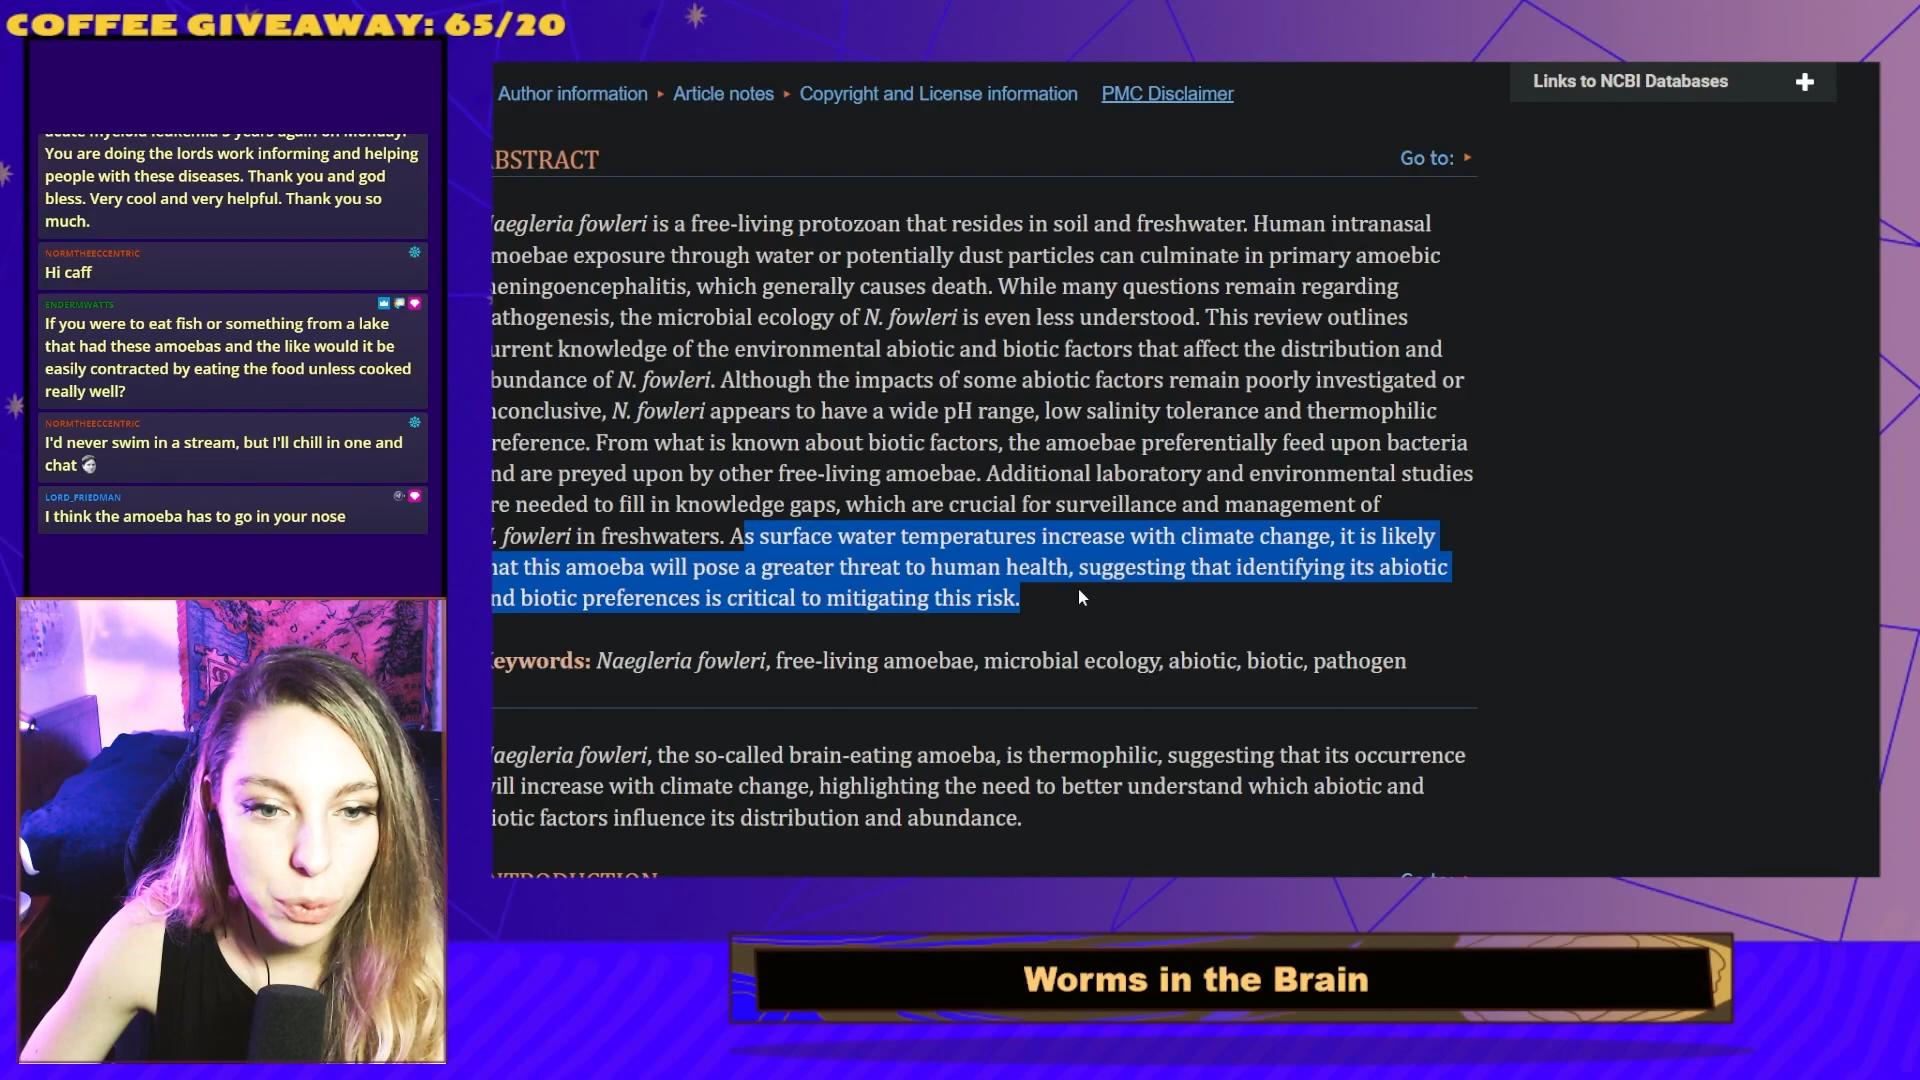 COFFEE GIVEAWAY: 65/20
acute myeloid leukemia 5 years again on Monday.
You are doing the lords work informing and helping
people with these diseases. Thank you and god
bless. Very cool and very helpful. Thank you so
much.
NORMTHEECCENTRIC
Hi caff
ENDERMWATTS
If you were to eat fish or something from a lake
that had these amoebas and the like would it be
easily contracted by eating the food unless cooked
really well?
NORMTHEECCENTRIC
I'd never swim in a stream, but I'll chill in one and
chat
LORD_FRIEDMAN
I think the amoeba has to go in your nose
Author information ▸ Article notes ▸ Copyright and License information PMC Disclaimer
Links to NCBI Databases +
BSTRACT
Go to: ▸
aegleria fowleri is a free-living protozoan that resides in soil and freshwater. Human intranasal
moebae exposure through water or potentially dust particles can culminate in primary amoebic
eningoencephalitis, which generally causes death. While many questions remain regarding
athogenesis, the microbial ecology of N. fowleri is even less understood. This review outlines
urrent knowledge of the environmental abiotic and biotic factors that affect the distribution and
bundance of N. fowleri. Although the impacts of some abiotic factors remain poorly investigated or
nconclusive, N. fowleri appears to have a wide pH range, low salinity tolerance and thermophilic
reference. From what is known about biotic factors, the amoebae preferentially feed upon bacteria
nd are preyed upon by other free-living amoebae. Additional laboratory and environmental studies
re needed to fill in knowledge gaps, which are crucial for surveillance and management of
. fowleri in freshwaters. As surface water temperatures increase with climate change, it is likely
hat this amoeba will pose a greater threat to human health, suggesting that identifying its abiotic
nd biotic preferences is critical to mitigating this risk.
eywords: Naegleria fowleri, free-living amoebae, microbial ecology, abiotic, biotic, pathogen
aegleria fowleri, the so-called brain-eating amoeba, is thermophilic, suggesting that its occurrence
ill increase with climate change, highlighting the need to better understand which abiotic and
iotic factors influence its distribution and abundance.
NTRODUCTION
Go to: ▸
Worms in the Brain